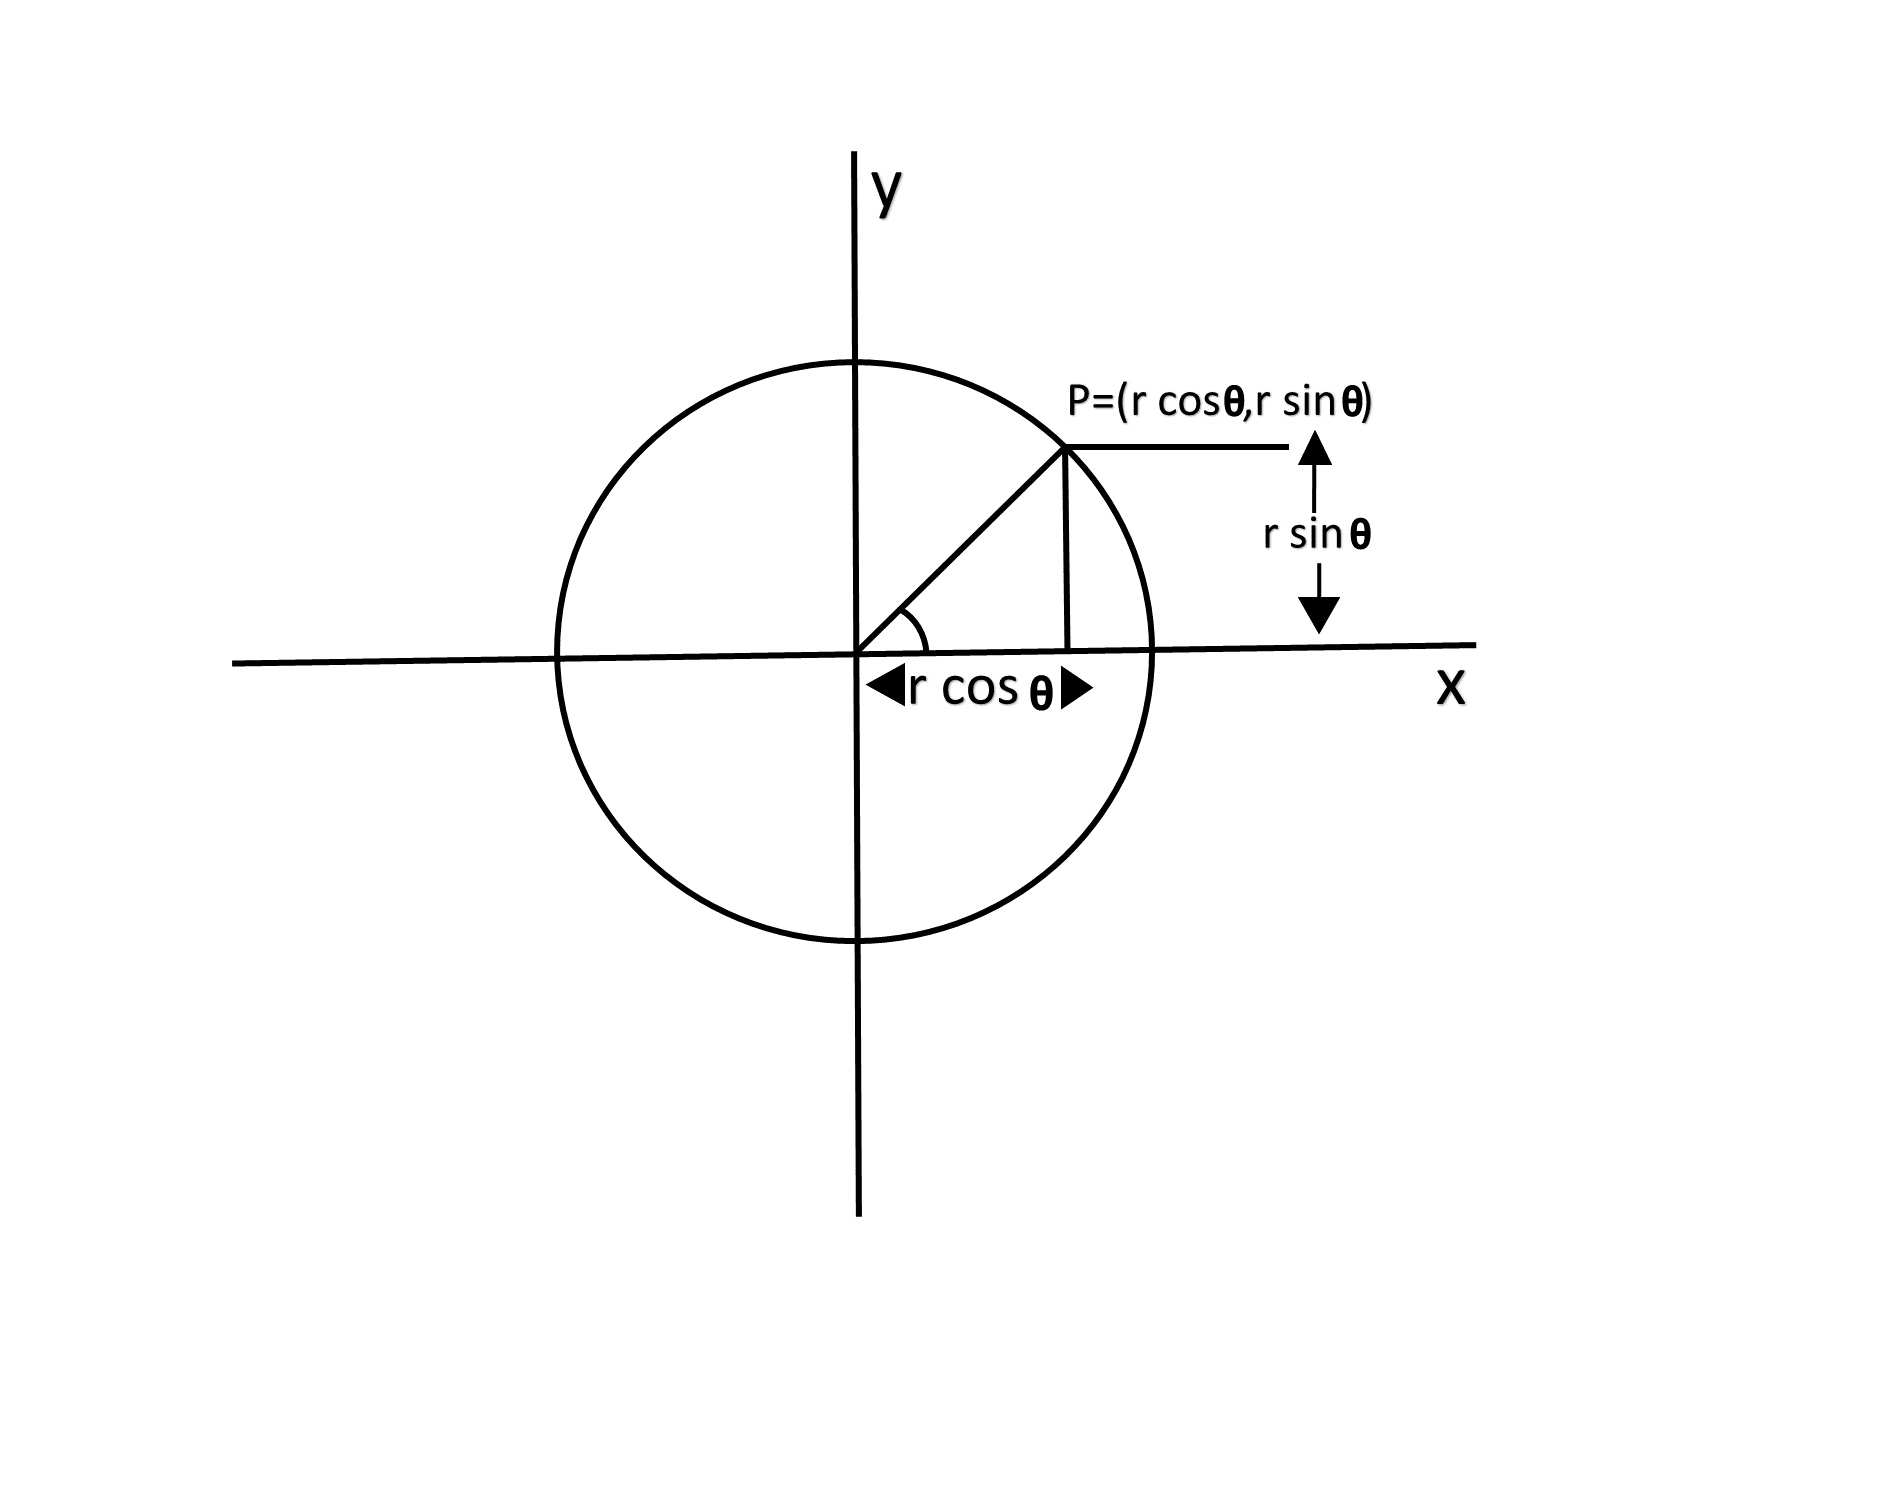 y
P=(r cosθ,r sinθ)
r sinθ
r cos θ
x